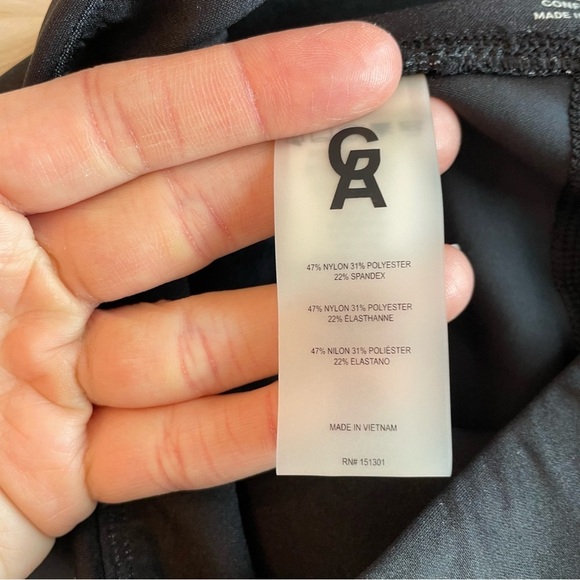 MADE
GA
47% NYLON 31% POLYESTER
22% SPANDEX
47% NYLON 31% POLYESTER
22% ÉLASTHANNE
47% NILON 31% POLIÉSTER
22% ELASTANO
MADE IN VIETNAM
RN# 151301